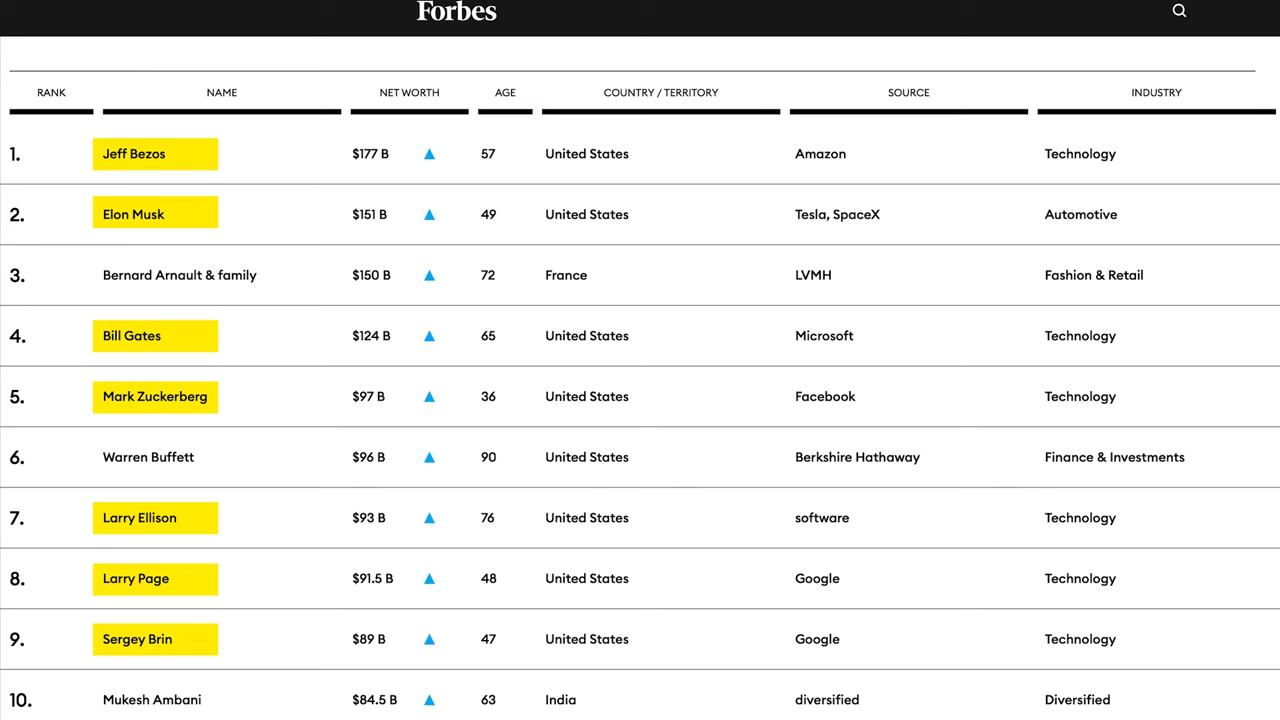 Forbes
RANK NAME NET WORTH AGE COUNTRY / TERRITORY SOURCE INDUSTRY
1. Jeff Bezos $177 B ▲ 57 United States Amazon Technology
2. Elon Musk $151 B ▲ 49 United States Tesla, SpaceX Automotive
3. Bernard Arnault & family $150 B ▲ 72 France LVMH Fashion & Retail
4. Bill Gates $124 B ▲ 65 United States Microsoft Technology
5. Mark Zuckerberg $97 B ▲ 36 United States Facebook Technology
6. Warren Buffett $96 B ▲ 90 United States Berkshire Hathaway Finance & Investments
7. Larry Ellison $93 B ▲ 76 United States software Technology
8. Larry Page $91.5 B ▲ 48 United States Google Technology
9. Sergey Brin $89 B ▲ 47 United States Google Technology
10. Mukesh Ambani $84.5 B ▲ 63 India diversified Diversified